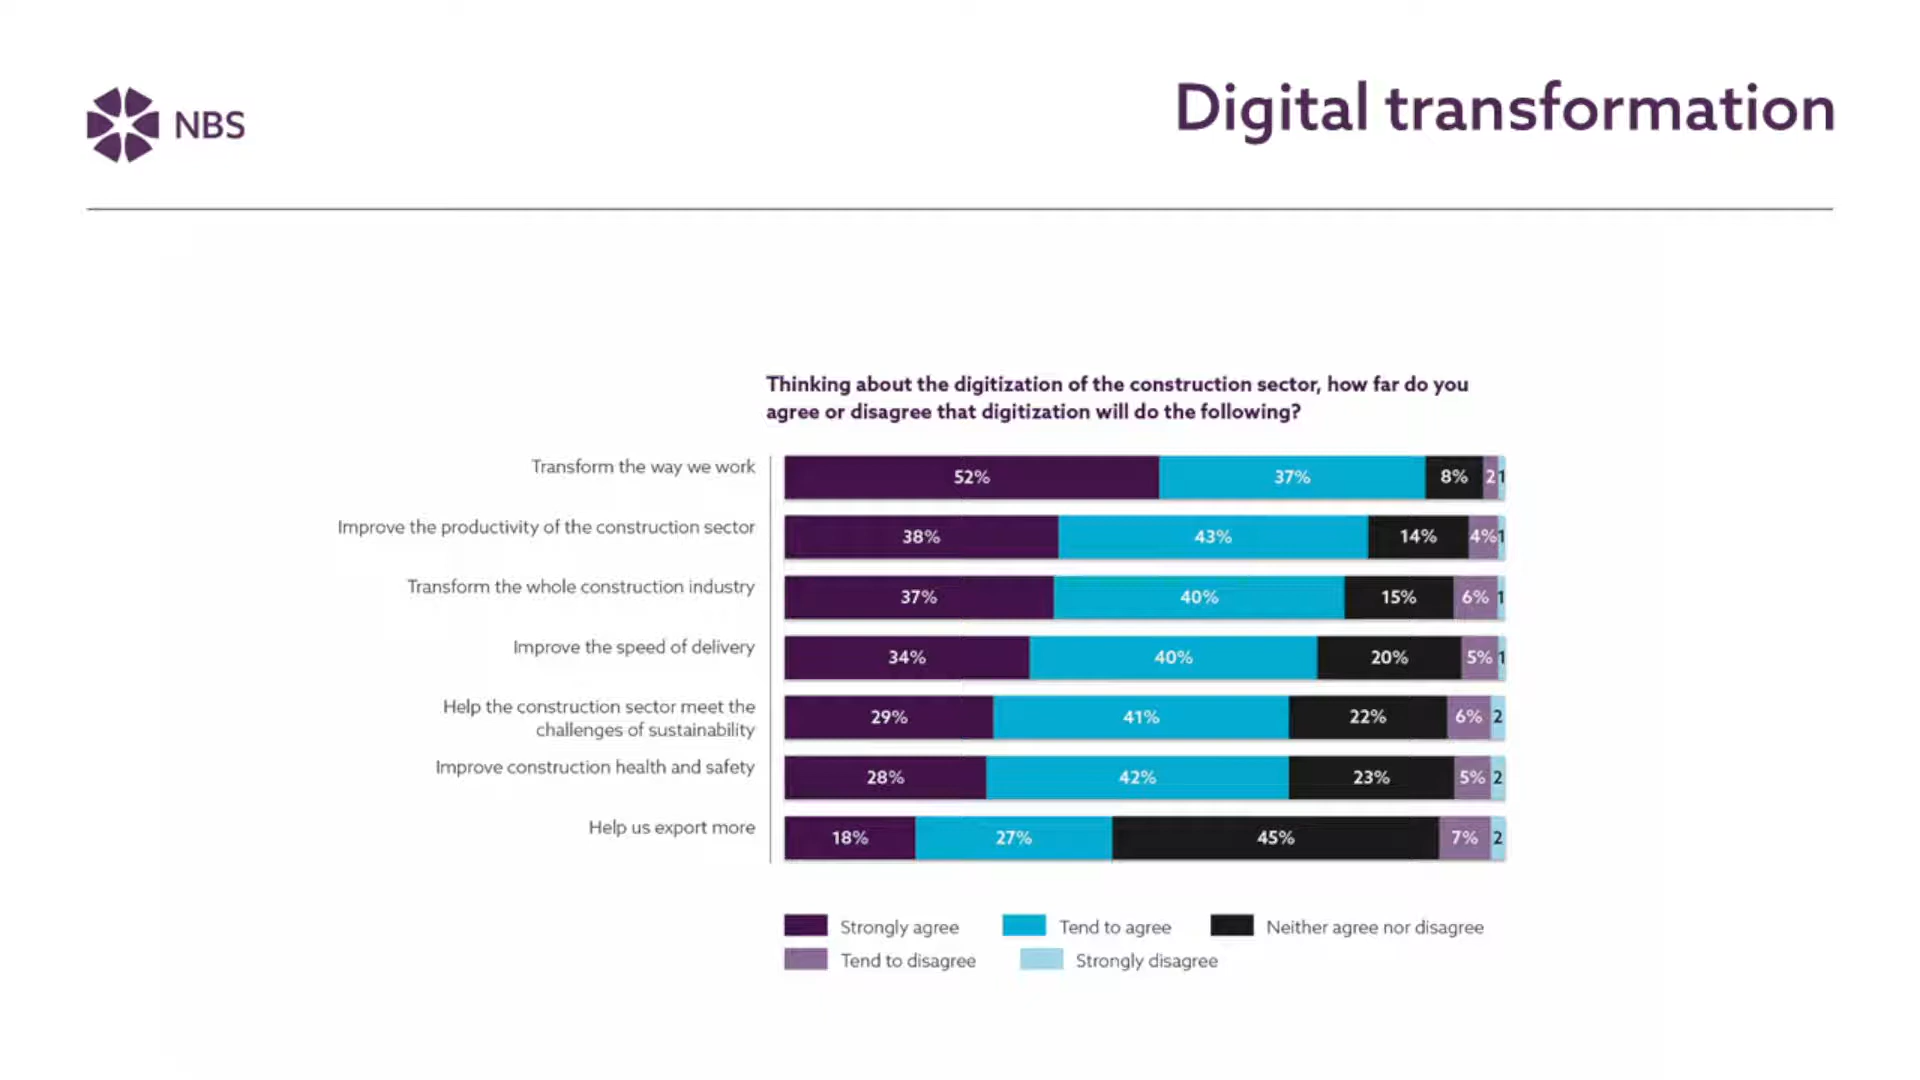 NBS
Digital transformation
Thinking about the digitization of the construction sector, how far do you
agree or disagree that digitization will do the following?
Transform the way we work
52% 37% 8% 2 1
Improve the productivity of the construction sector
38% 43% 14% 4% 1
Transform the whole construction industry
37% 40% 15% 6% 1
Improve the speed of delivery
34% 40% 20% 5% 1
Help the construction sector meet the
challenges of sustainability
29% 41% 22% 6% 2
Improve construction health and safety
28% 42% 23% 5% 2
Help us export more
18% 27% 45% 7% 2
Strongly agree Tend to agree Neither agree nor disagree
Tend to disagree Strongly disagree